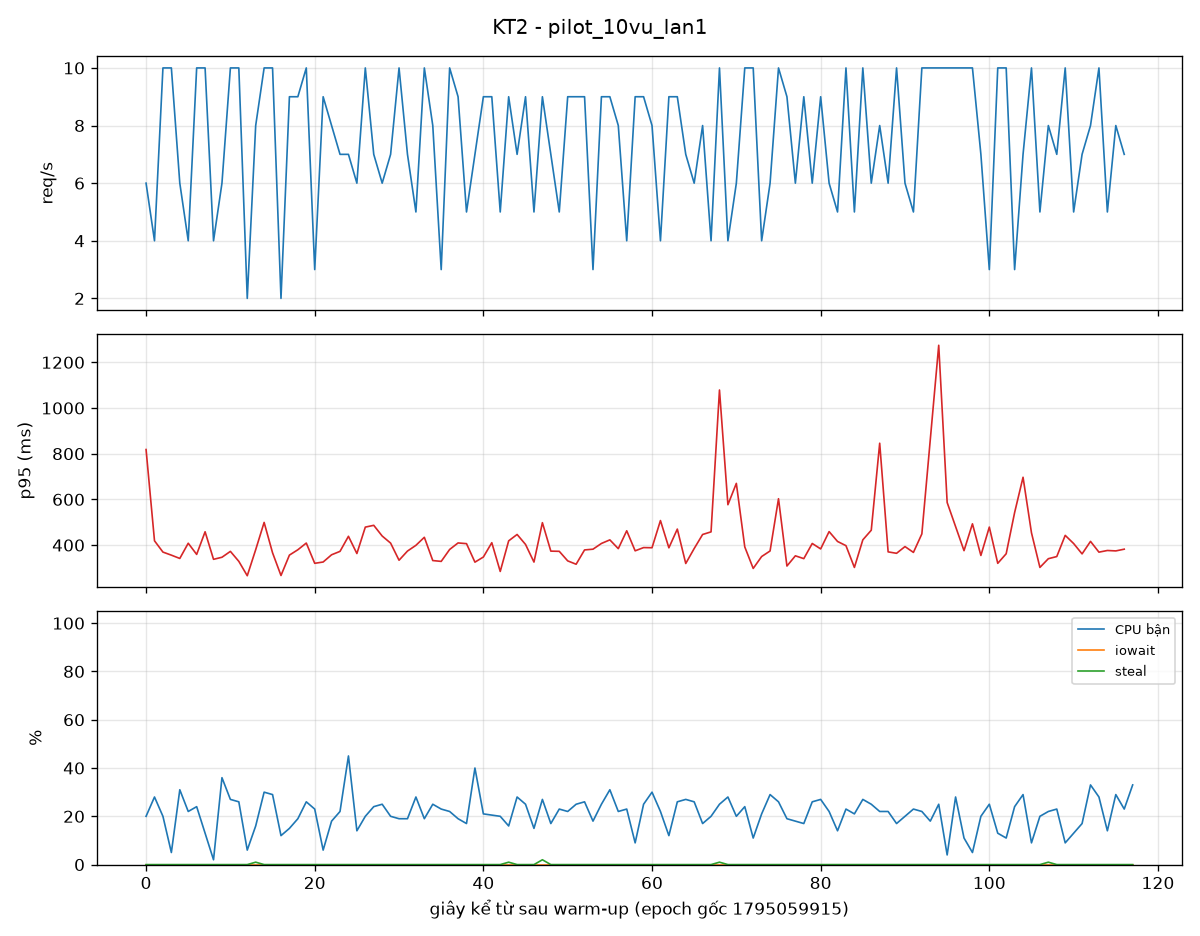 KT2 - pilot_10vu_lan1
req/s
10
8
6
4
2
p95 (ms)
1200
1000
800
600
400
%
100
80
60
40
20
0
CPU bận
iowait
steal
0 20 40 60 80 100 120
giây kể từ sau warm-up (epoch gốc 1795059915)